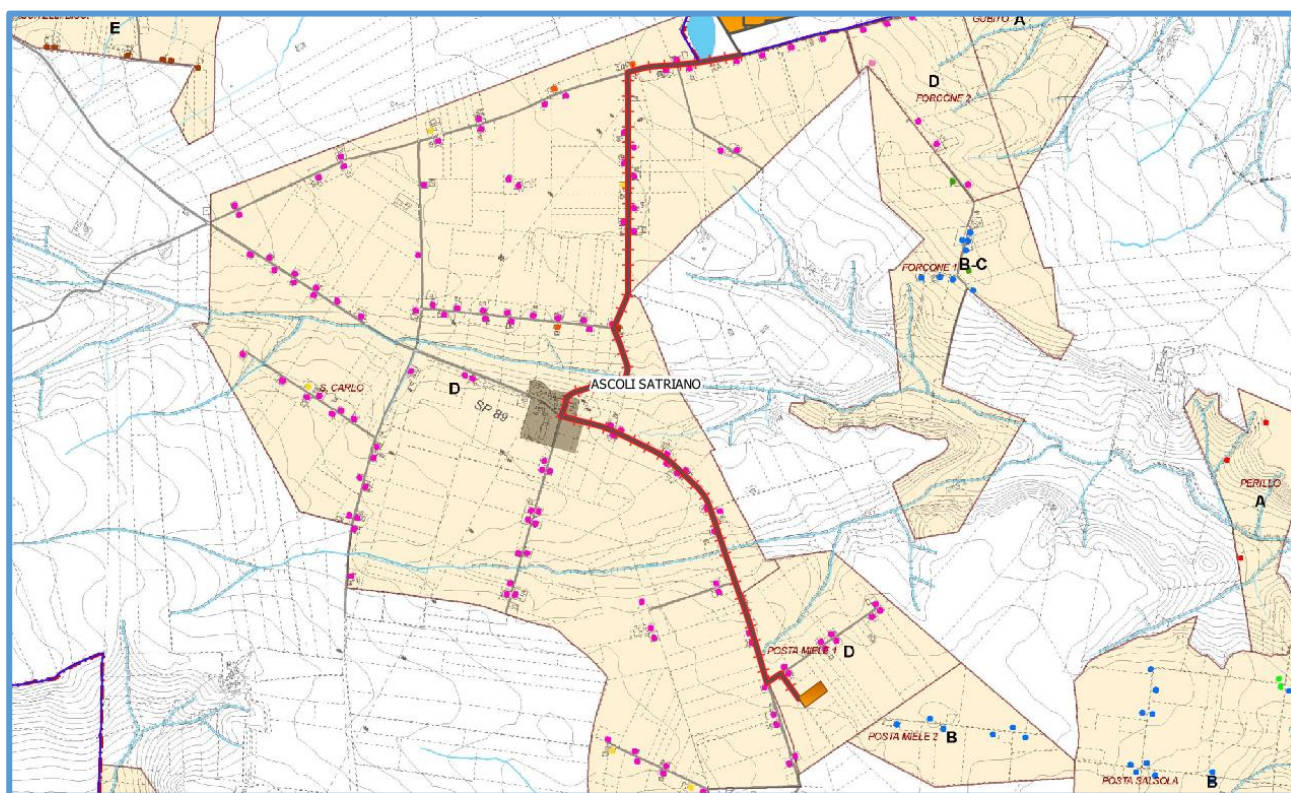 E
GUBITO
A
D
FORCONE 2
FORCONE 1
B-C
ASCOLI SATRIANO
S. CARLO
D
SP 89
PERILLO
A
POSTA MIELE 1
D
POSTA MIELE 2
B
POSTA SALSOLA
B